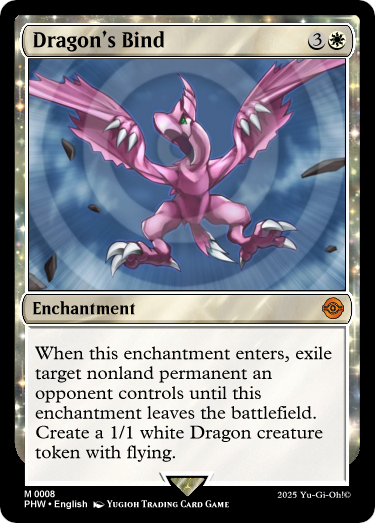 Dragon's Bind 3
Enchantment
When this enchantment enters, exile
target nonland permanent an
opponent controls until this
enchantment leaves the battlefield.
Create a 1/1 white Dragon creature
token with flying.
M 0008
PHW • English YUGIOH TRADING CARD GAME
2025 Yu-Gi-Oh!©